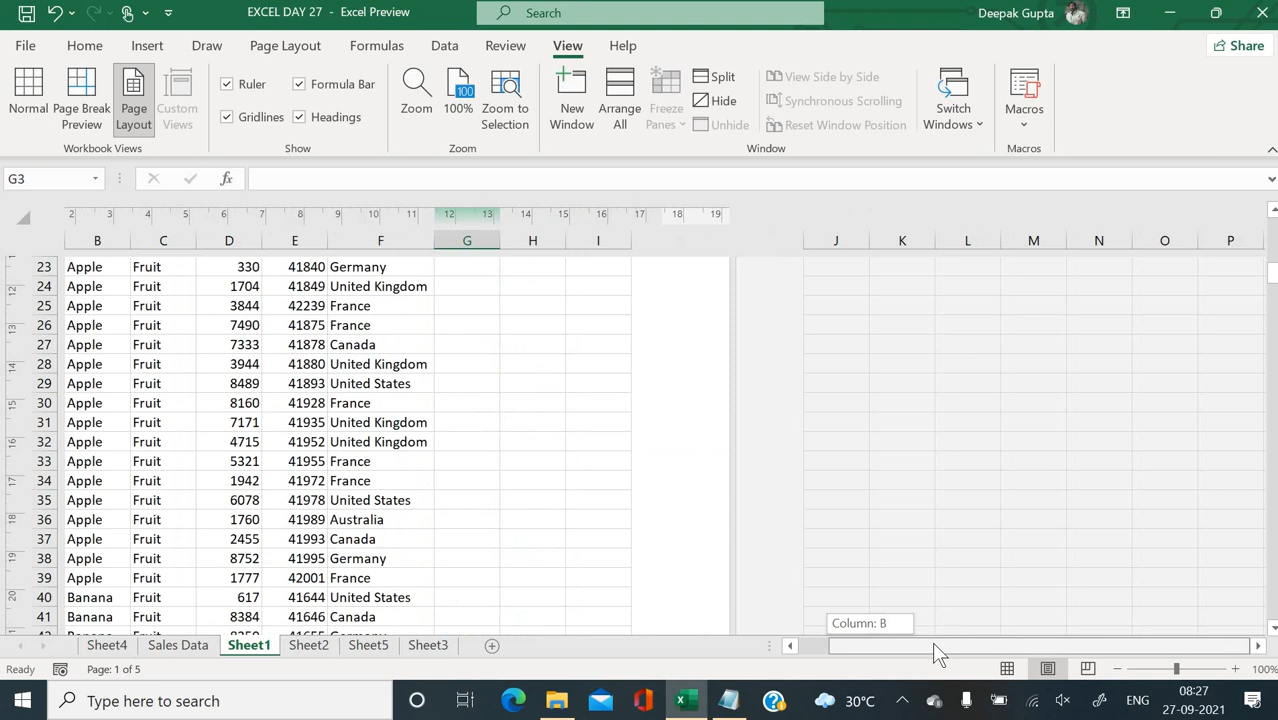 EXCEL DAY 27 - Excel Preview
Search
Deepak Gupta
File Home Insert Draw Page Layout Formulas Data Review View Help
Share
Normal
Page Break Preview
Page Layout
Custom Views
Workbook Views
Ruler
Formula Bar
Gridlines
Headings
Show
Zoom
100
100%
Zoom to Selection
Zoom
New Window
Arrange All
Freeze Panes
Split
Hide
Unhide
View Side by Side
Synchronous Scrolling
Reset Window Position
Window
Switch Windows
Macros
Macros
G3
fx
2 3 4 5 6 7 8 9 10 11 12 13 14 15 16 17 18 19
B C D E F G H I J K L M N O P
23 Apple Fruit 330 41840 Germany
24 Apple Fruit 1704 41849 United Kingdom
25 Apple Fruit 3844 42239 France
26 Apple Fruit 7490 41875 France
27 Apple Fruit 7333 41878 Canada
28 Apple Fruit 3944 41880 United Kingdom
29 Apple Fruit 8489 41893 United States
30 Apple Fruit 8160 41928 France
31 Apple Fruit 7171 41935 United Kingdom
32 Apple Fruit 4715 41952 United Kingdom
33 Apple Fruit 5321 41955 France
34 Apple Fruit 1942 41972 France
35 Apple Fruit 6078 41978 United States
36 Apple Fruit 1760 41989 Australia
37 Apple Fruit 2455 41993 Canada
38 Apple Fruit 8752 41995 Germany
39 Apple Fruit 1777 42001 France
40 Banana Fruit 617 41644 United States
41 Banana Fruit 8384 41646 Canada
12 13 14 15 16 17 18 19 20
Column: B
Sheet4 Sales Data Sheet1 Sheet2 Sheet5 Sheet3
Ready
Page: 1 of 5
100%
Type here to search
30°C
ENG
08:27
27-09-2021